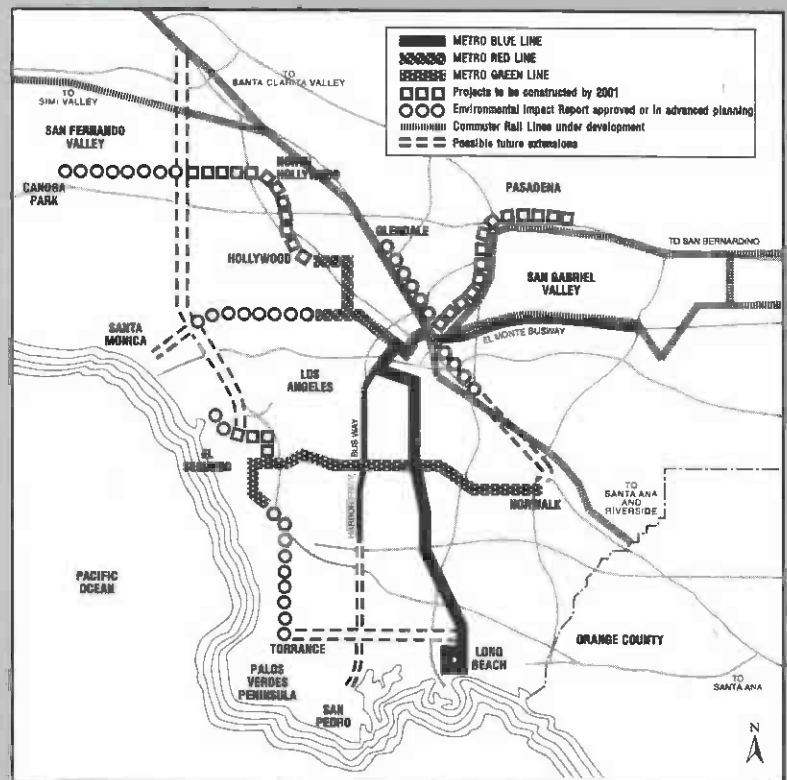 METRO BLUE LINE
METRO RED LINE
METRO GREEN LINE
Projects to be constructed by 2001
Environmental Impact Report approved or in advanced planning
Commuter Rail Lines under development
Possible future extensions
TO
SANTA CLARITA VALLEY
TO
SIMI VALLEY
SAN FERNANDO
VALLEY
NORTH
HOLLYWOOD
CANOGA
PARK
PASADENA
GLENDALE
TO SAN BERNARDINO
HOLLYWOOD
SAN GABRIEL
VALLEY
SANTA
MONICA
EL MONTE BUSWAY
LOS
ANGELES
HARBOR FRWY BUSWAY
EL
SEGUNDO
NORWALK
TO
SANTA ANA
AND
RIVERSIDE
PACIFIC
OCEAN
ORANGE COUNTY
TORRANCE
LONG
BEACH
PALOS
VERDES
PENINSULA
TO
SANTA ANA
SAN
PEDRO
N